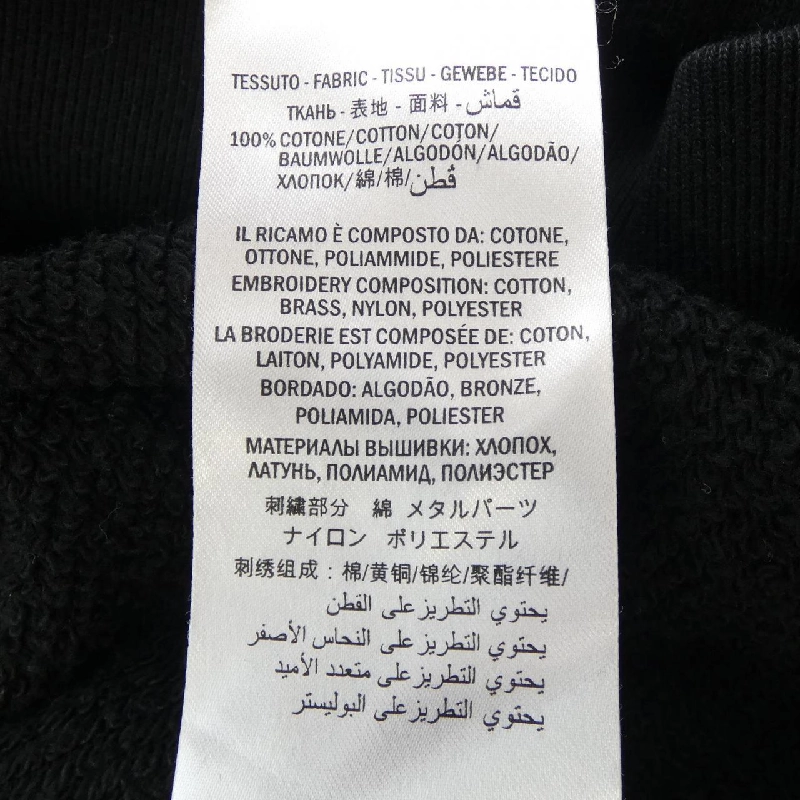 TESSUTO - FABRIC - TISSU - GEWEBE - TECIDO
ТКАНЬ - 表地 - 面料 - قماش
100% COTONE/COTTON/COTON/
BAUMWOLLE/ALGODÓN/ALGODÃO/
ХЛОПОК/綿/棉/قطن
IL RICAMO È COMPOSTO DA: COTONE,
OTTONE, POLIAMMIDE, POLIESTERE
EMBROIDERY COMPOSITION: COTTON,
BRASS, NYLON, POLYESTER
LA BRODERIE EST COMPOSÉE DE: COTON,
LAITON, POLYAMIDE, POLYESTER
BORDADO: ALGODÃO, BRONZE,
POLIAMIDA, POLIESTER
МАТЕРИАЛЫ ВЫШИВКИ: ХЛОПОХ,
ЛАТУНЬ, ПОЛИАМИД, ПОЛИЭСТЕР
刺繍部分 綿 メタルパーツ
ナイロン ポリエステル
刺绣组成：棉/黄铜/锦纶/聚酯纤维/
يحتوي التطريز على القطن
يحتوي التطريز على النحاس الأصفر
يحتوي التطريز على متعدد الأميد
يحتوي التطريز على البوليستر